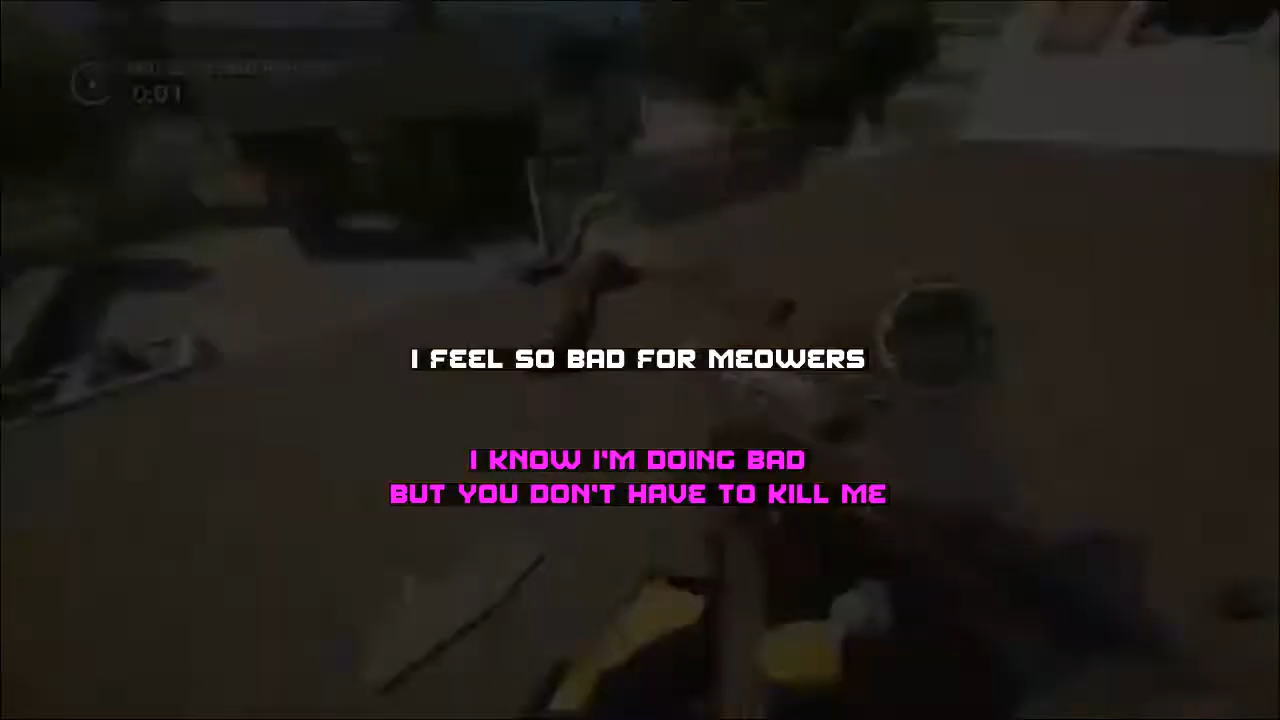 0:01
I FEEL SO BAD FOR MEOWERS
I KNOW I'M DOING BAD
BUT YOU DON'T HAVE TO KILL ME